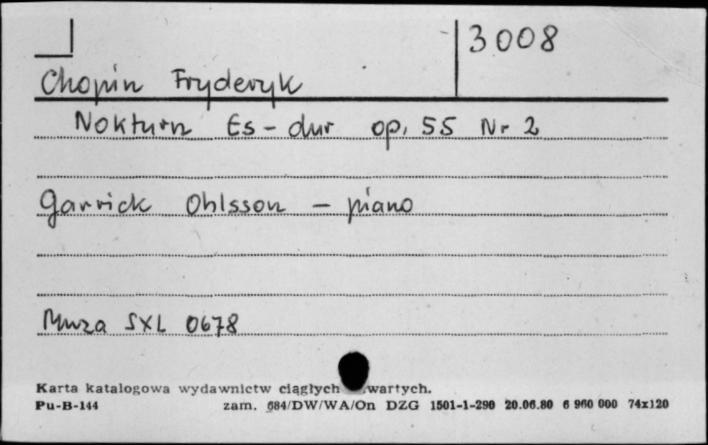 3008
Chopin Fryderyk
Nokturn Es-dur op. 55 Nr 2
Garrick Ohlsson - piano
Muza SXL 0678
Karta katalogowa wydawnictw ciągłych wartych.
Pu-B-144 zam. 684/DW/WA/On DZG 1501-1-290 20.06.80 6 960 000 74x120